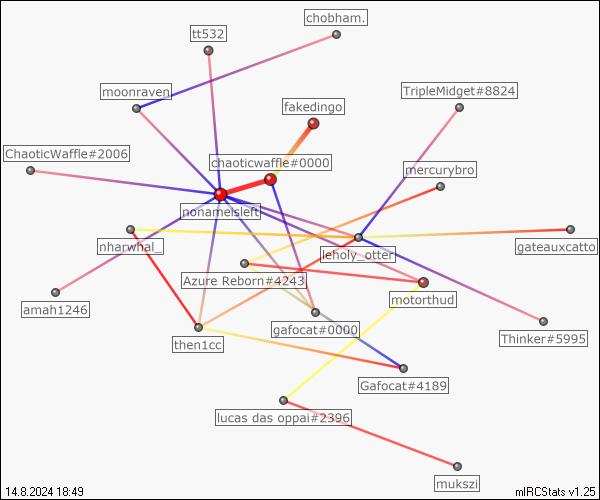 chobham.
tt532
moonraven
TripleMidget#8824
fakedingo
ChaoticWaffle#2006
chaoticwaffle#0000
mercurybro
nonameisleft
nharwhal_
leholy_otter
gateauxcatto
Azure Reborn#4243
motorthud
amah1246
gafocat#0000
Thinker#5995
then1cc
Gafocat#4189
lucas das oppai#2396
mukszi
14.8.2024 18:49
mIRCStats v1.25